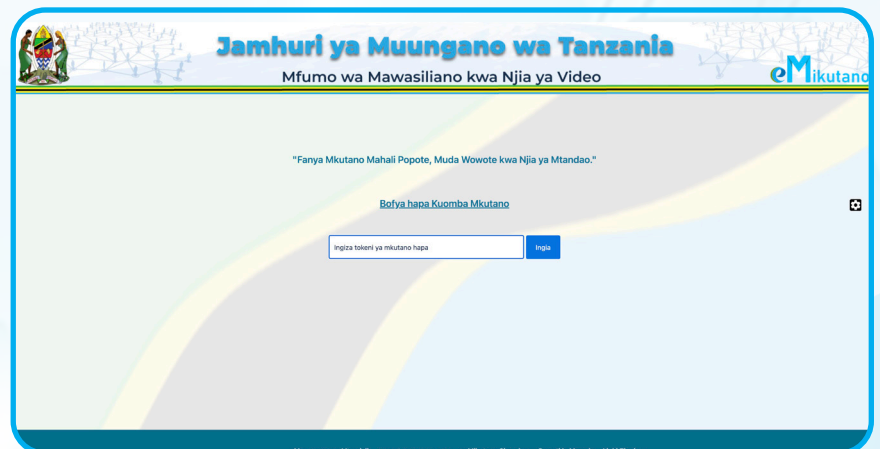 Jamhuri ya Muungano wa Tanzania
Mfumo wa Mawasiliano kwa Njia ya Video
eMikutano
"Fanya Mkutano Mahali Popote, Muda Wowote kwa Njia ya Mtandao."
Bofya hapa Kuomba Mkutano
Ingiza tokeni ya mkutano hapa
Ingia